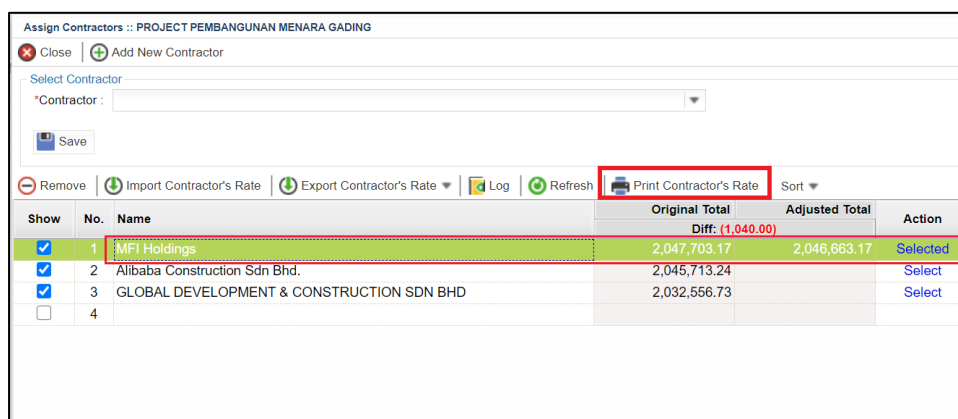 Assign Contractors :: PROJECT PEMBANGUNAN MENARA GADING
Close Add New Contractor
Select Contractor
*Contractor :
Save
Remove Import Contractor's Rate Export Contractor's Rate Log Refresh Print Contractor's Rate Sort
Show No. Name Original Total Adjusted Total Action
Diff: (1,040.00)
1 MFI Holdings 2,047,703.17 2,046,663.17 Selected
2 Alibaba Construction Sdn Bhd. 2,045,713.24 Select
3 GLOBAL DEVELOPMENT & CONSTRUCTION SDN BHD 2,032,556.73 Select
4